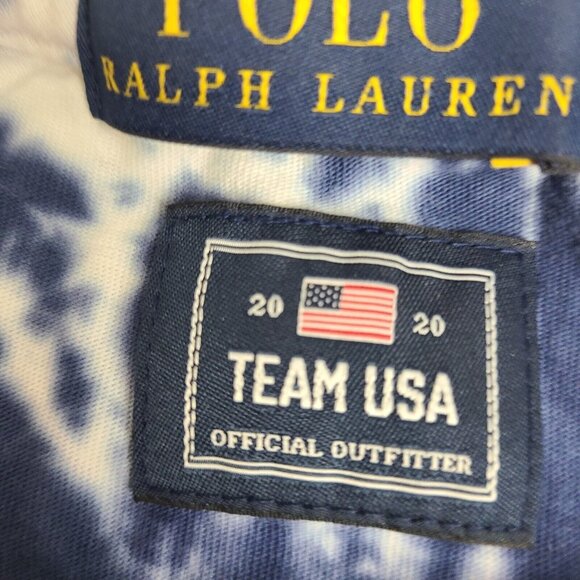 POLO
RALPH LAUREN
20 20
TEAM USA
OFFICIAL OUTFITTER